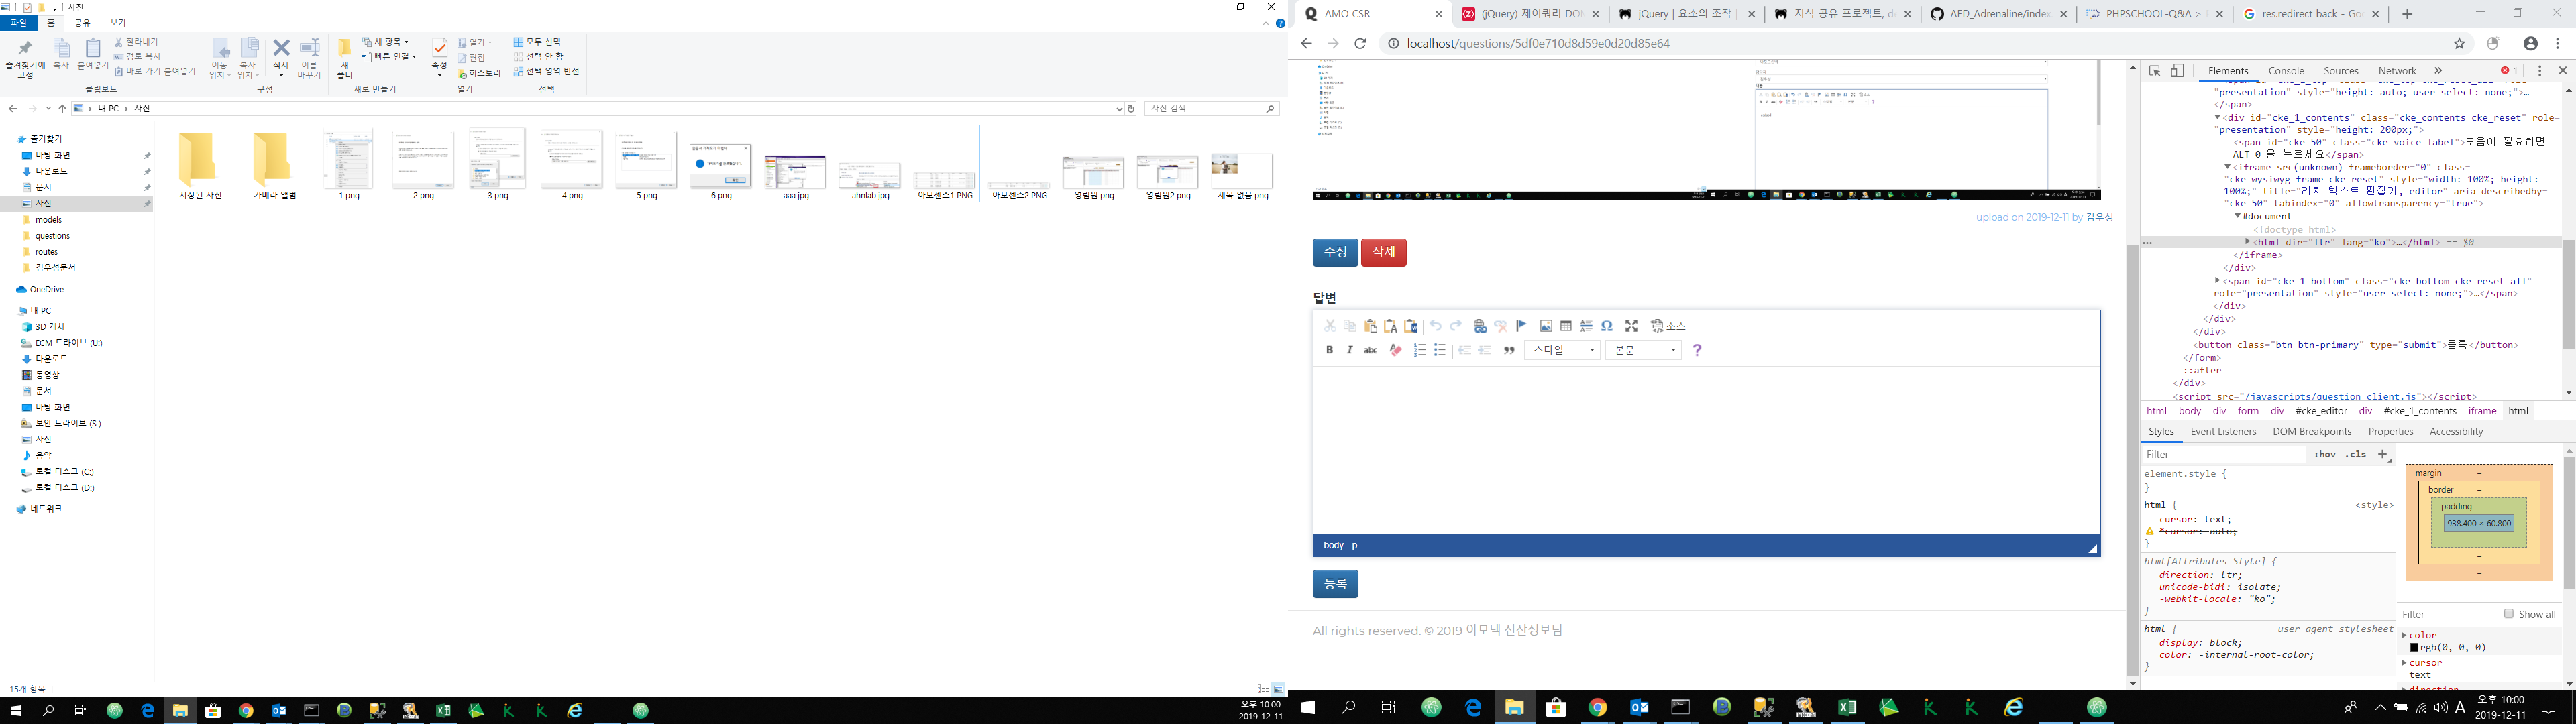 사진
파일 홈 공유 보기
즐겨찾기에 고정
복사
붙여넣기
잘라내기
경로 복사
바로 가기 붙여넣기
클립보드
이동 위치
복사 위치
삭제
이름 바꾸기
구성
새 폴더
새 항목
빠른 연결
새로 만들기
속성
열기
편집
히스토리
열기
모두 선택
선택 안 함
선택 영역 반전
선택
내 PC > 사진
사진 검색
즐겨찾기
바탕 화면
다운로드
문서
사진
models
questions
routes
김우성문서
OneDrive
내 PC
3D 개체
ECM 드라이브 (U:)
다운로드
동영상
문서
바탕 화면
보안 드라이브 (S:)
사진
음악
로컬 디스크 (C:)
로컬 디스크 (D:)
네트워크
저장된 사진
카메라 앨범
1.png
2.png
3.png
4.png
5.png
6.png
aaa.jpg
ahnlab.jpg
아모센스1.PNG
아모센스2.PNG
영림원.png
영림원2.png
제목 없음.png
15개 항목
오후 10:00
2019-12-11
AMO CSR
(jQuery) 제이쿼리 DOM
jQuery | 요소의 조작 |
지식 공유 프로젝트, de
AED_Adrenaline/index
PHPSCHOOL-Q&A >
res.redirect back - Goo
localhost/questions/5df0e710d8d59e0d20d85e64
upload on 2019-12-11 by 김우성
수정 삭제
답변
소스
B I abc
스타일 본문 ?
body p
등록
All rights reserved. © 2019 아모텍 전산정보팀
Elements Console Sources Network » 1
"presentation" style="height: auto; user-select: none;">…
</span>
<div id="cke_1_contents" class="cke_contents cke_reset" role=
"presentation" style="height: 200px;">
<span id="cke_50" class="cke_voice_label">도움이 필요하면
ALT 0 을 누르세요</span>
<iframe src(unknown) frameborder="0" class=
"cke_wysiwyg_frame cke_reset" style="width: 100%; height:
100%;" title="리치 텍스트 편집기, editor" aria-describedby=
"cke_50" tabindex="0" allowtransparency="true">
#document
<!doctype html>
<html dir="ltr" lang="ko">…</html> == $0
</iframe>
</div>
<span id="cke_1_bottom" class="cke_bottom cke_reset_all"
role="presentation" style="user-select: none;">…</span>
</div>
</div>
</div>
<button class="btn btn-primary" type="submit">등록</button>
</form>
::after
</div>
<script src="/javascripts/question_client.js"></script>
html body div form div #cke_editor div #cke_1_contents iframe html
Styles Event Listeners DOM Breakpoints Properties Accessibility
Filter :hov .cls +
element.style {
}
html { <style>
cursor: text;
*cursor: auto;
}
html[Attributes Style] {
direction: ltr;
unicode-bidi: isolate;
-webkit-locale: "ko";
}
html { user agent stylesheet
display: block;
color: -internal-root-color;
}
margin –
border –
padding –
938.400 × 60.800
Filter Show all
color
rgb(0, 0, 0)
cursor
text
A
오후 10:00
2019-12-11